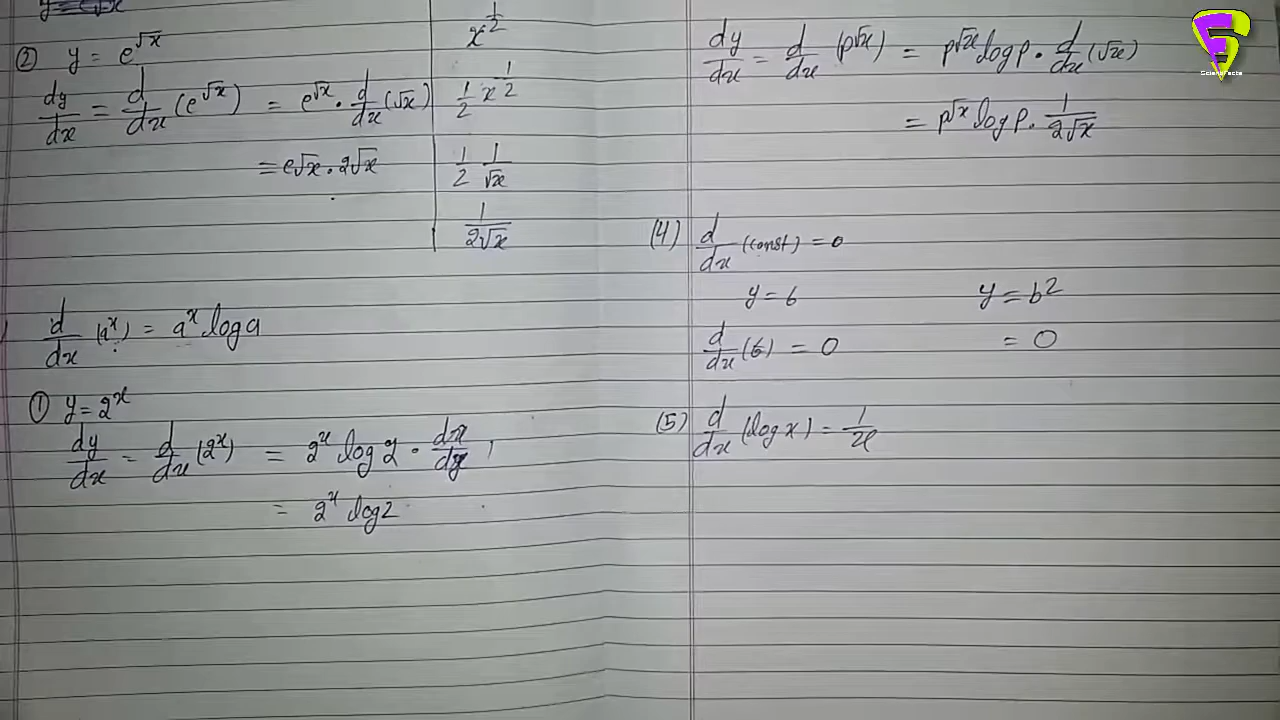 y = e√x
② y = e^√x
dy/dx = d/dx (e^√x) = e^√x · d/dx (√x)
= e√x · 2√x
x^1/2
1/2 x^-1/2
1/2 1/√x
1/2√x
d/dx (a^x) = a^x log a
① y = 2^x
dy/dx = d/dx (2^x) = 2^x log 2 · dx/dx
= 2^x log 2
dy/dx = d/dx (p^√x) = p^√x log p · d/dx (√x)
= p^√x log p · 1/2√x
(4) d/dx (const) = 0
y = 6 y = b^2
d/dx (6) = 0 = 0
(5) d/dx (log x) = 1/x